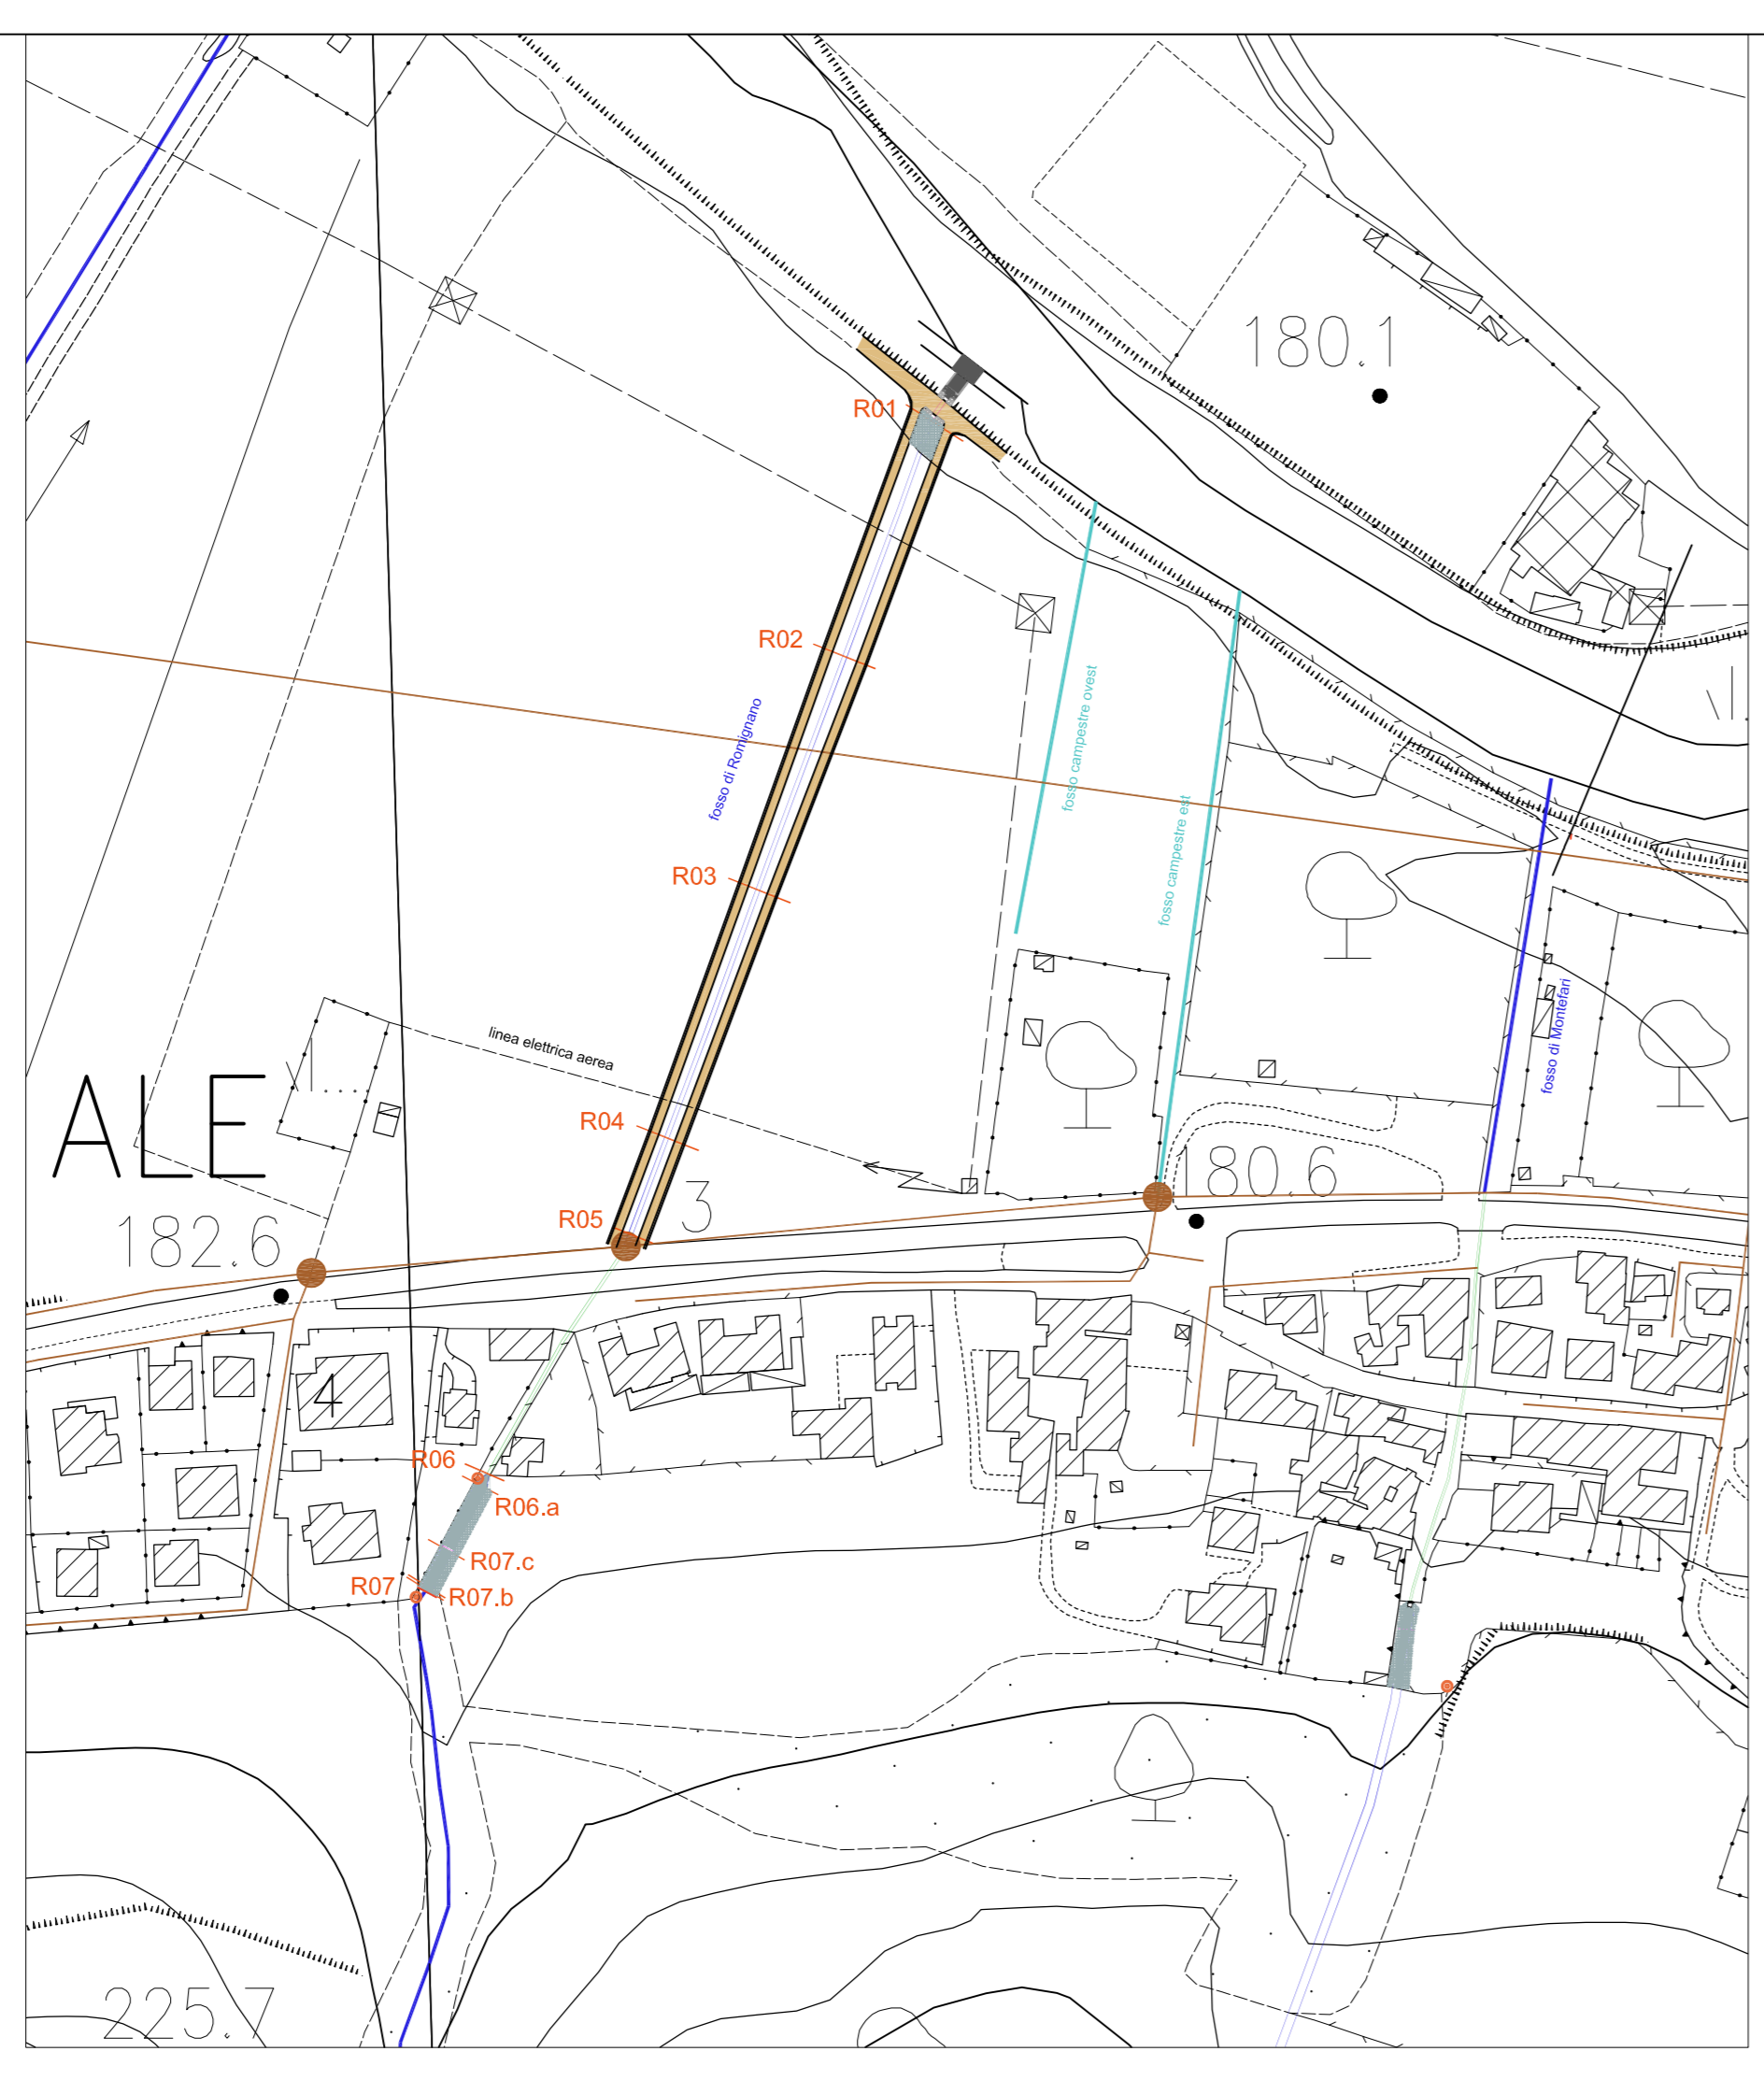 180.1
R01
R02
fosso di Romignano
fosso campestre ovest
fosso campestre est
R03
fosso di Montefari
linea elettrica aerea
ALE
R04
180.6
3
R05
182.6
4
R06
R06.a
R07.c
R07
R07.b
225.7